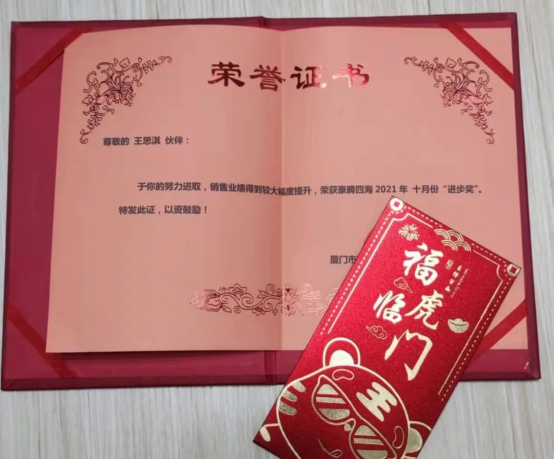 荣誉证书
尊敬的 王恩淇 伙伴：
于你的努力进取，销售业绩得到较大幅度提升，荣获豪腾四海 2021 年 十月份“进步奖”。
特发此证，以资鼓励！
厦门市
福虎
临门
王